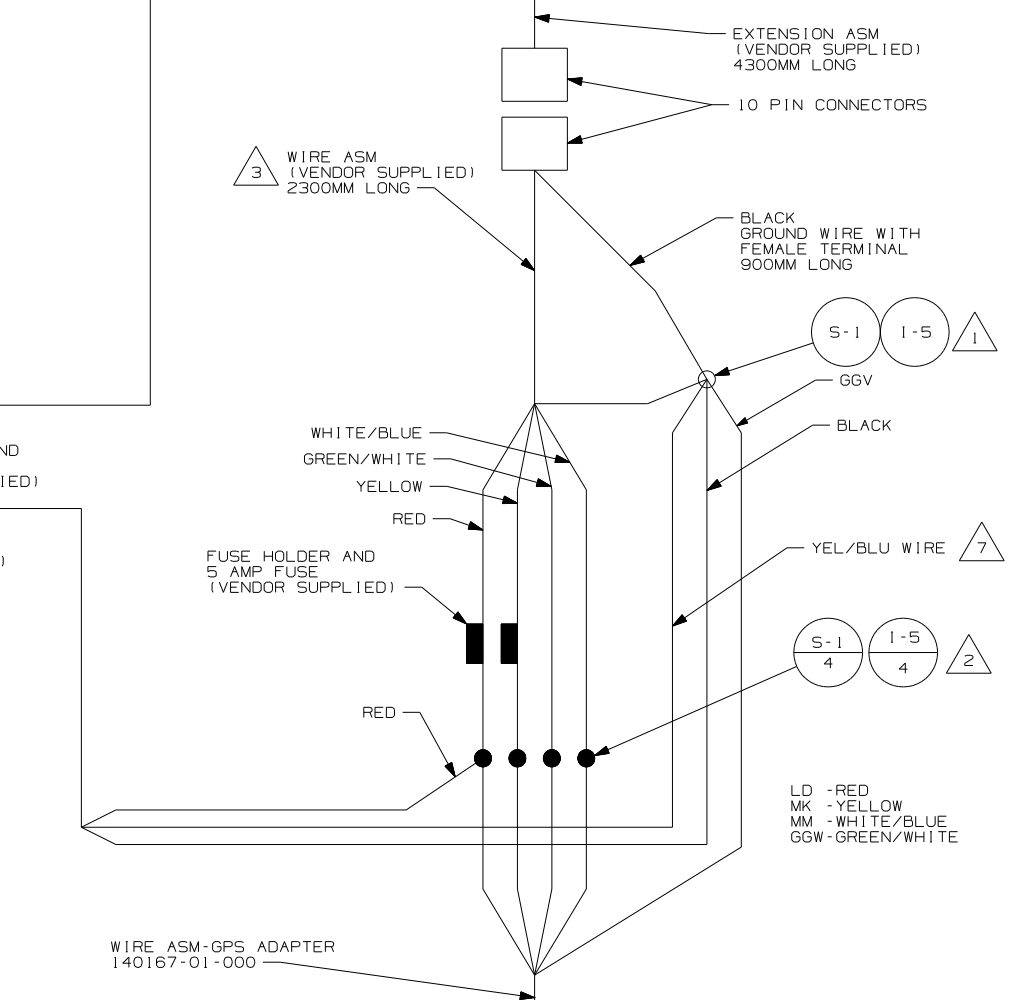 EXTENSION ASM
(VENDOR SUPPLIED)
4300MM LONG
10 PIN CONNECTORS
3
WIRE ASM
(VENDOR SUPPLIED)
2300MM LONG
BLACK
GROUND WIRE WITH
FEMALE TERMINAL
900MM LONG
S-1
I-5
1
GGV
BLACK
WHITE/BLUE
GREEN/WHITE
YELLOW
RED
ND
IED)
)
FUSE HOLDER AND
5 AMP FUSE
(VENDOR SUPPLIED)
YEL/BLU WIRE
7
S-1
4
I-5
4
2
RED
LD -RED
MK -YELLOW
MM -WHITE/BLUE
GGW-GREEN/WHITE
WIRE ASM-GPS ADAPTER
140167-01-000